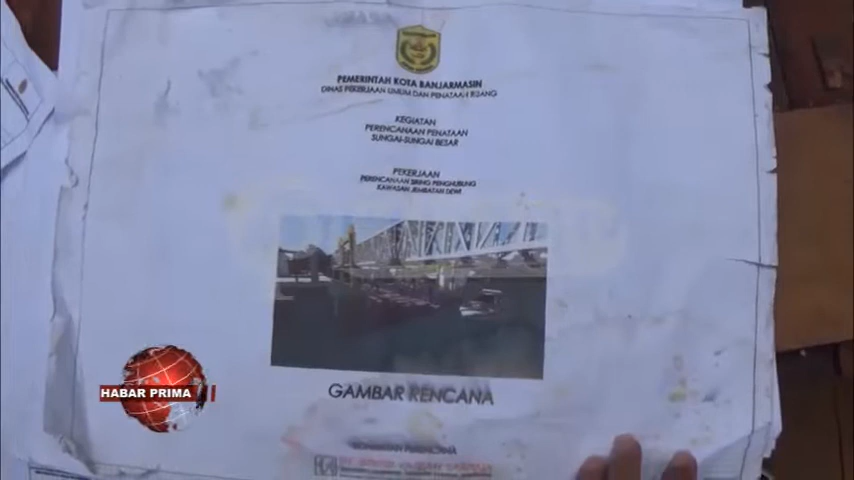 PEMERINTAH KOTA BANJARMASIN
DINAS PEKERJAAN UMUM DAN PENATAAN RUANG
KEGIATAN
PERENCANAAN PENATAAN
SUNGAI-SUNGAI BESAR
PEKERJAAN
PERENCANAAN SIRING PENGHUBUNG
KAWASAN JEMBATAN DEWI
GAMBAR RENCANA
HABAR PRIMA